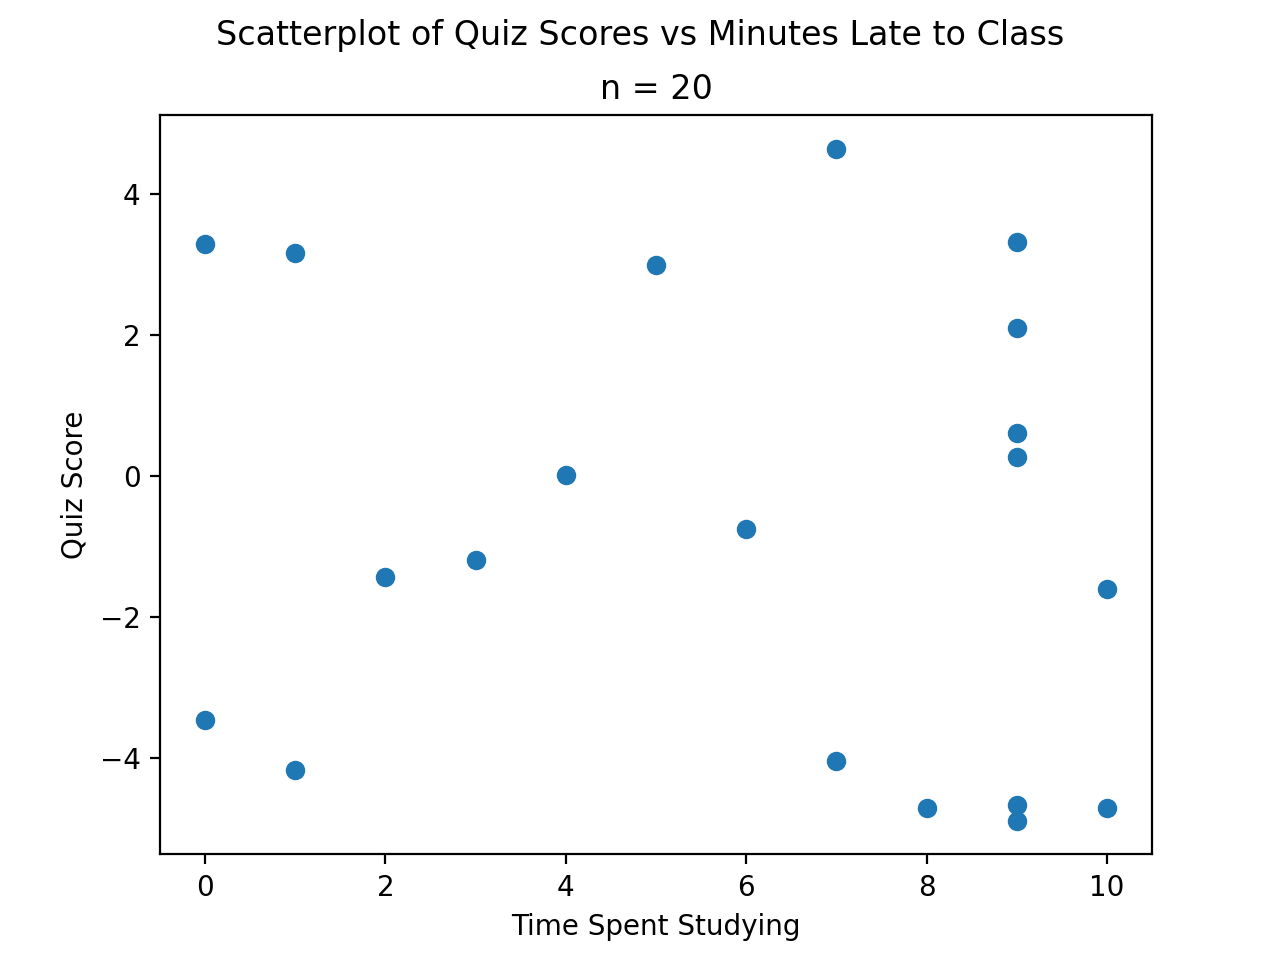 Scatterplot of Quiz Scores vs Minutes Late to Class
n = 20
4
2
0
−2
−4
Quiz Score
0 2 4 6 8 10
Time Spent Studying